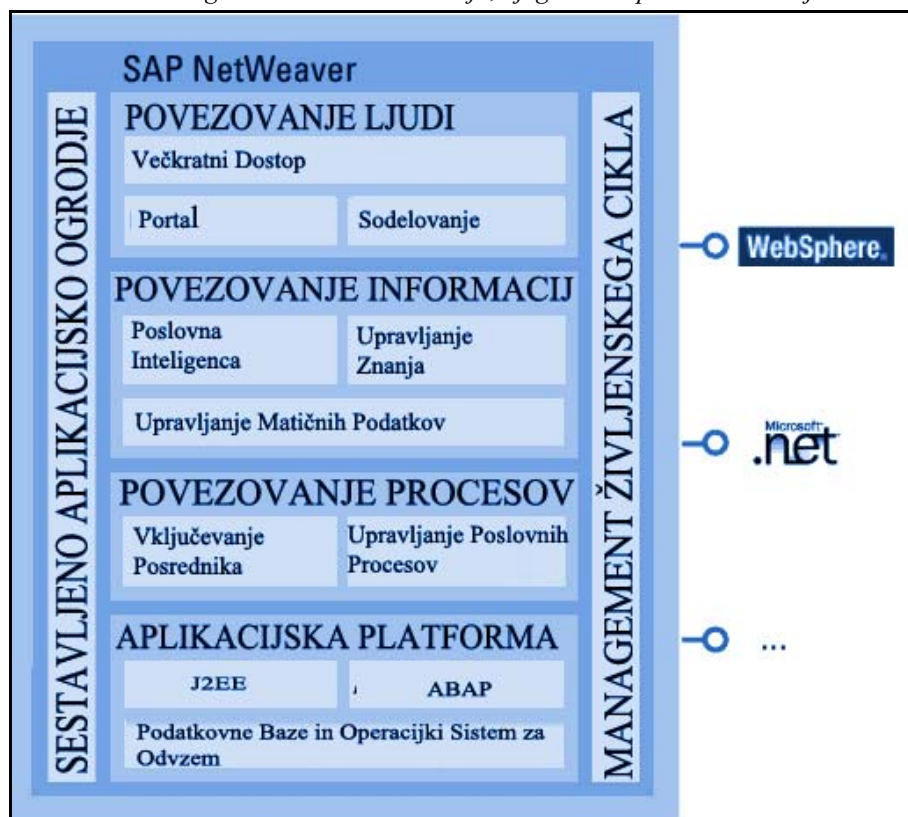 SAP NetWeaver
SESTAVLJENO APLIKACIJSKO OGRODJE
POVEZOVANJE LJUDI
Večkratni Dostop
Portal
Sodelovanje
POVEZOVANJE INFORMACIJ
Poslovna
Inteligenca
Upravljanje
Znanja
Upravljanje Matičnih Podatkov
POVEZOVANJE PROCESOV
Vključevanje
Posrednika
Upravljanje Poslovnih
Procesov
APLIKACIJSKA PLATFORMA
J2EE
ABAP
Podatkovne Baze in Operacijki Sistem za
Odvzem
MANAGEMENT ŽIVLJENSKEGA CIKLA
WebSphere.
Microsoft
.net
...